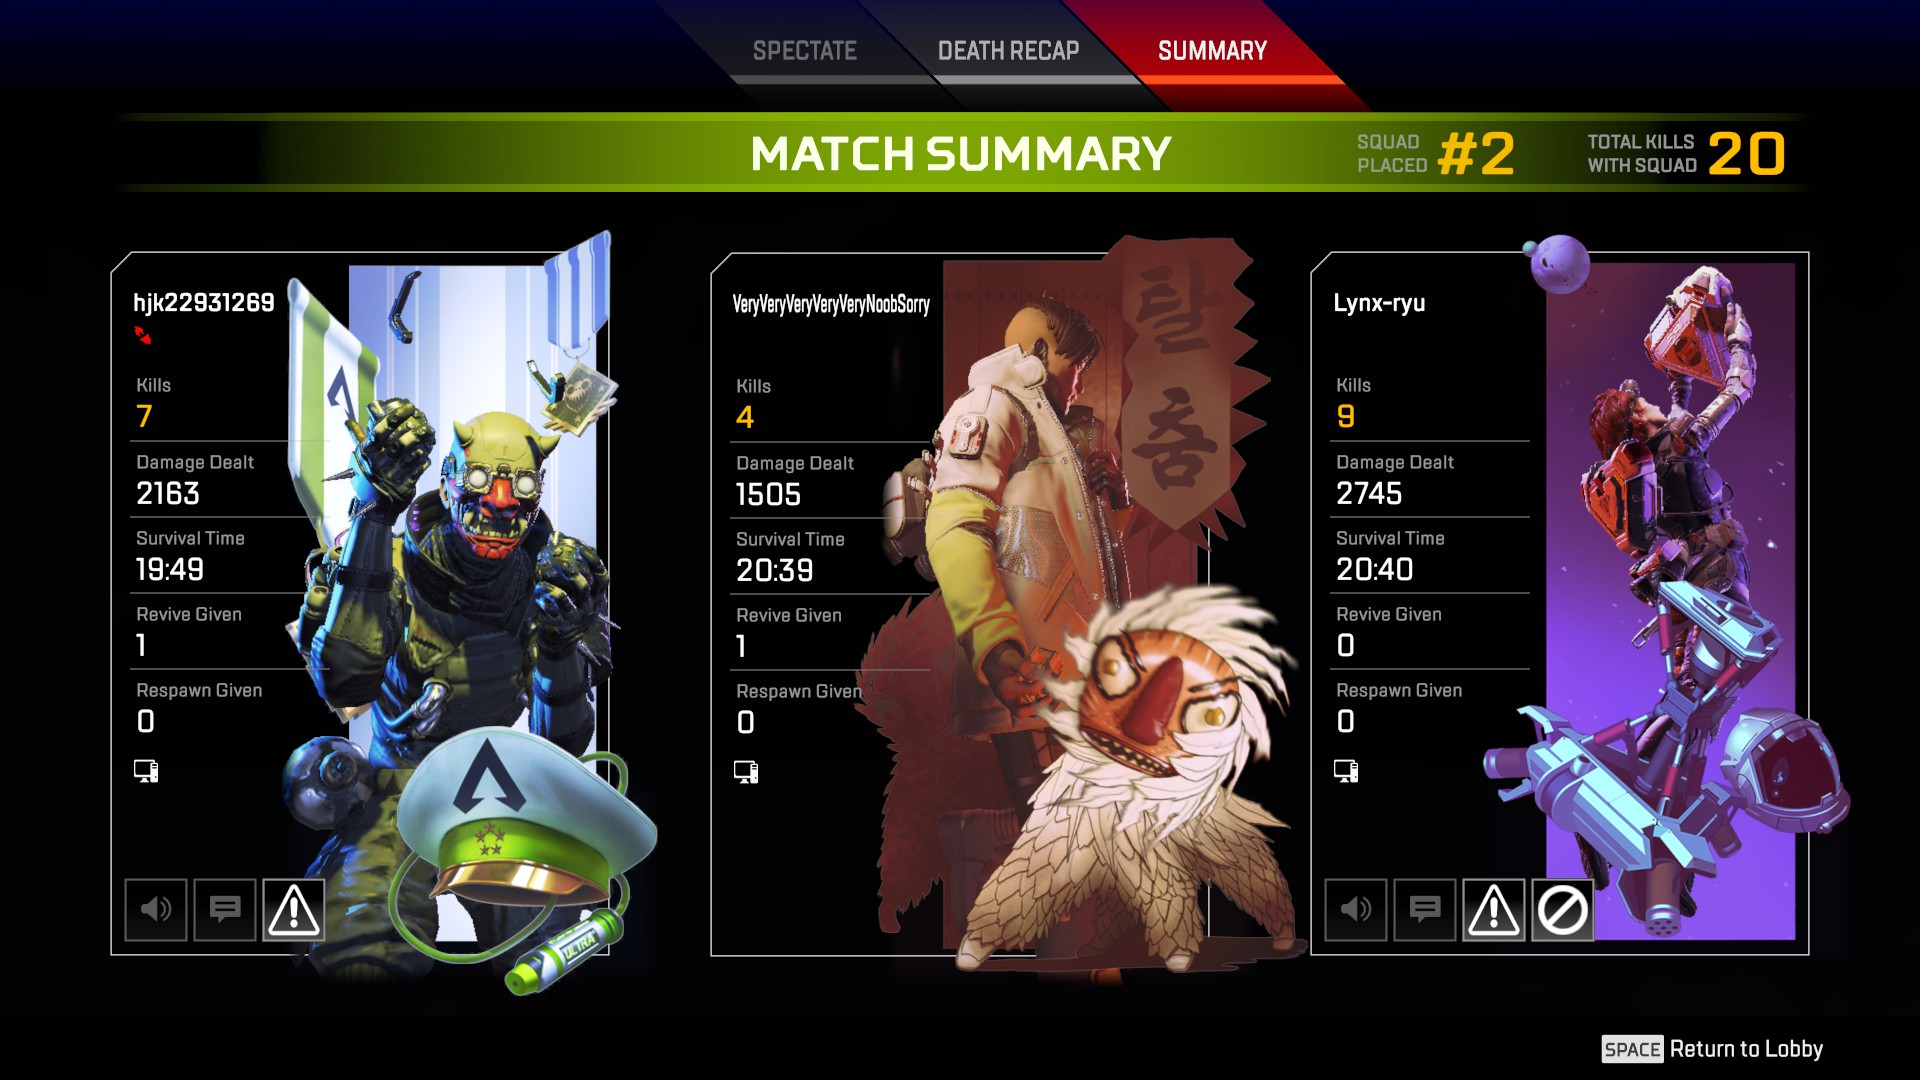 SPECTATE
DEATH RECAP
SUMMARY
MATCH SUMMARY
SQUAD PLACED #2
TOTAL KILLS WITH SQUAD 20
hjk22931269
Kills
7
Damage Dealt
2163
Survival Time
19:49
Revive Given
1
Respawn Given
0
ULTRA
VeryVeryVeryVeryVeryNoobSorry
Kills
4
Damage Dealt
1505
Survival Time
20:39
Revive Given
1
Respawn Given
0
탈
춤
Lynx-ryu
Kills
9
Damage Dealt
2745
Survival Time
20:40
Revive Given
0
Respawn Given
0
SPACE Return to Lobby